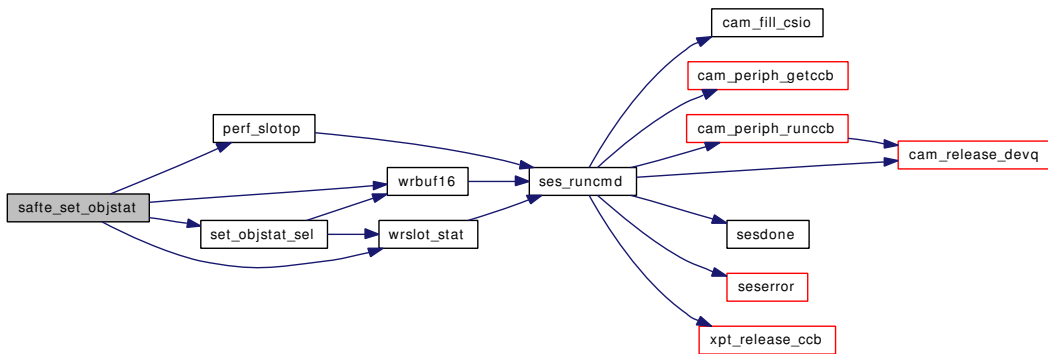 safte_set_objstat
perf_slotop
set_objstat_sel
wrbuf16
wrslot_stat
ses_runcmd
cam_fill_csio
cam_periph_getccb
cam_periph_runccb
sesdone
seserror
xpt_release_ccb
cam_release_devq